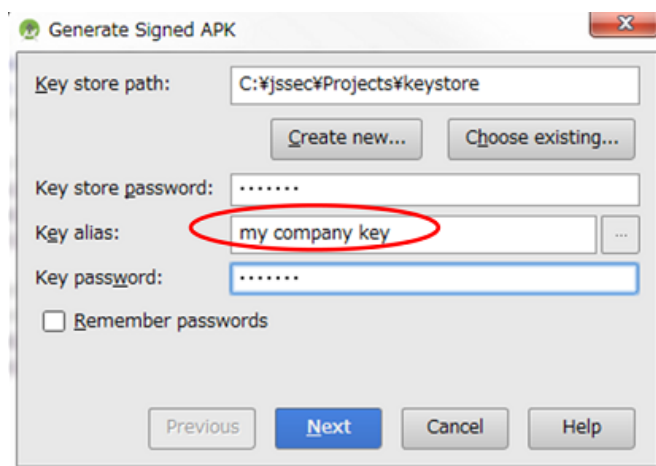 Generate Signed APK
Key store path: C:¥jssec¥Projects¥keystore
Create new... Choose existing...
Key store password: •••••••
Key alias: my company key ...
Key password: •••••••
Remember passwords
Previous Next Cancel Help